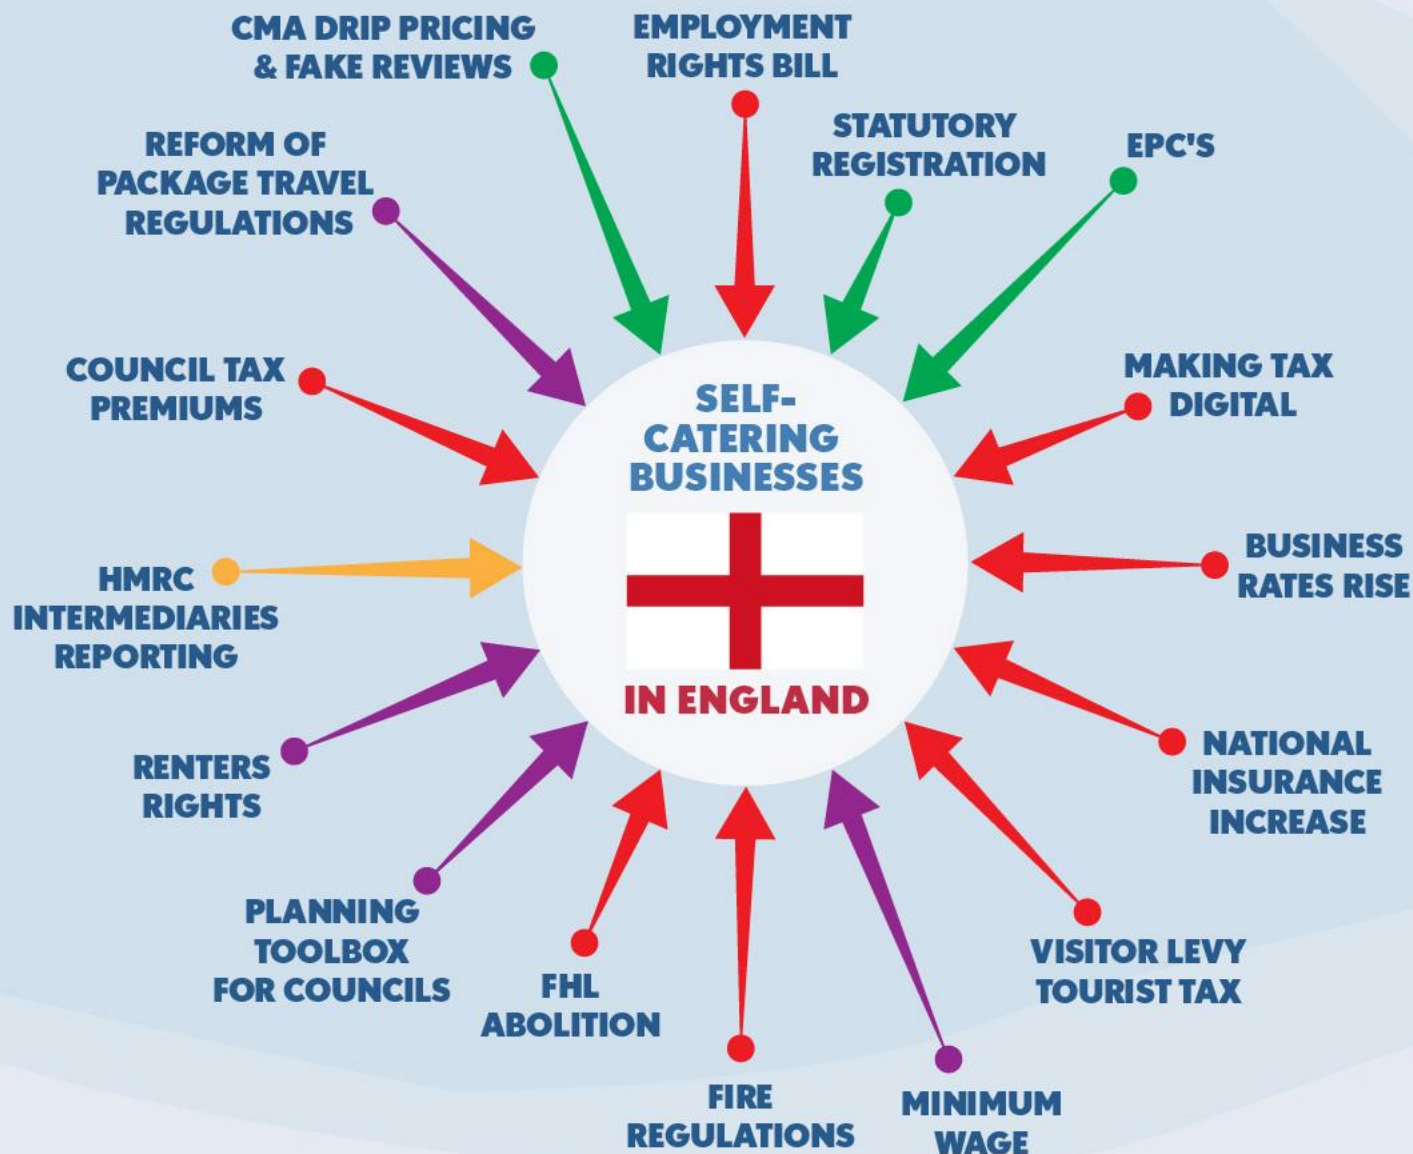 CMA DRIP PRICING
& FAKE REVIEWS
EMPLOYMENT
RIGHTS BILL
STATUTORY
REGISTRATION
EPC'S
REFORM OF
PACKAGE TRAVEL
REGULATIONS
COUNCIL TAX
PREMIUMS
MAKING TAX
DIGITAL
SELF-
CATERING
BUSINESSES
IN ENGLAND
HMRC
INTERMEDIARIES
REPORTING
BUSINESS
RATES RISE
RENTERS
RIGHTS
NATIONAL
INSURANCE
INCREASE
PLANNING
TOOLBOX
FOR COUNCILS
FHL
ABOLITION
FIRE
REGULATIONS
MINIMUM
WAGE
VISITOR LEVY
TOURIST TAX